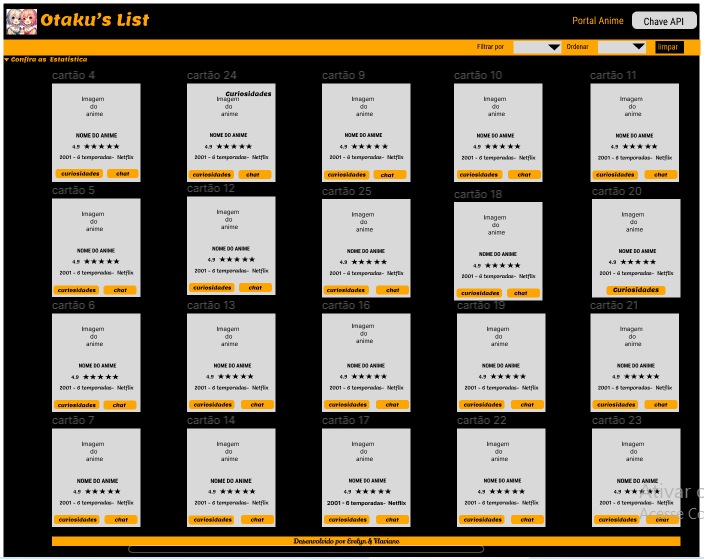 Otaku's List
Portal Anime
Chave API
Filtrar por
Ordenar
limpar
Confira as Estatística
cartão 4
cartão 24
cartão 9
cartão 10
cartão 11
Imagem do anime
Curiosidades
Imagem do anime
Imagem do anime
Imagem do anime
Imagem do anime
NOME DO ANIME
NOME DO ANIME
NOME DO ANIME
NOME DO ANIME
NOME DO ANIME
4.9 ★★★★★
4.9 ★★★★★
4.9 ★★★★★
4.9 ★★★★★
4.9 ★★★★★
2001 - 6 temporadas- Netflix
2001 - 6 temporadas- Netflix
2001 - 6 temporadas- Netflix
2001 - 6 temporadas- Netflix
2001 - 6 temporadas- Netflix
curiosidades chat
curiosidades chat
curiosidades chat
curiosidades chat
curiosidades chat
cartão 5
cartão 12
cartão 25
cartão 18
cartão 20
Imagem do anime
Imagem do anime
Imagem do anime
Imagem do anime
Imagem do anime
NOME DO ANIME
NOME DO ANIME
NOME DO ANIME
NOME DO ANIME
NOME DO ANIME
4.9 ★★★★★
4.9 ★★★★★
4.9 ★★★★★
4.9 ★★★★★
4.9 ★★★★★
2001 - 6 temporadas- Netflix
2001 - 6 temporadas- Netflix
2001 - 6 temporadas- Netflix
2001 - 6 temporadas- Netflix
2001 - 6 temporadas- Netflix
curiosidades chat
curiosidades chat
curiosidades chat
curiosidades chat
Curiosidades
cartão 6
cartão 13
cartão 16
cartão 19
cartão 21
Imagem do anime
Imagem do anime
Imagem do anime
Imagem do anime
Imagem do anime
NOME DO ANIME
NOME DO ANIME
NOME DO ANIME
NOME DO ANIME
NOME DO ANIME
4.9 ★★★★★
4.9 ★★★★★
4.9 ★★★★★
4.9 ★★★★★
4.9 ★★★★★
2001 - 6 temporadas- Netflix
2001 - 6 temporadas- Netflix
2001 - 6 temporadas- Netflix
2001 - 6 temporadas- Netflix
2001 - 6 temporadas- Netflix
curiosidades chat
curiosidades chat
curiosidades chat
curiosidades chat
curiosidades chat
cartão 7
cartão 14
cartão 17
cartão 22
cartão 23
Imagem do anime
Imagem do anime
Imagem do anime
Imagem do anime
Imagem do anime
NOME DO ANIME
NOME DO ANIME
NOME DO ANIME
NOME DO ANIME
NOME DO ANIME
4.9 ★★★★★
4.9 ★★★★★
4.9 ★★★★★
4.9 ★★★★★
4.9 ★★★★★
2001 - 6 temporadas- Netflix
2001 - 6 temporadas- Netflix
2001 - 6 temporadas- Netflix
2001 - 6 temporadas- Netflix
2001 - 6 temporadas- Netflix
curiosidades chat
curiosidades chat
curiosidades chat
curiosidades chat
curiosidades chat
Ativar
Acesse
Desenvolvido por Evelyn &